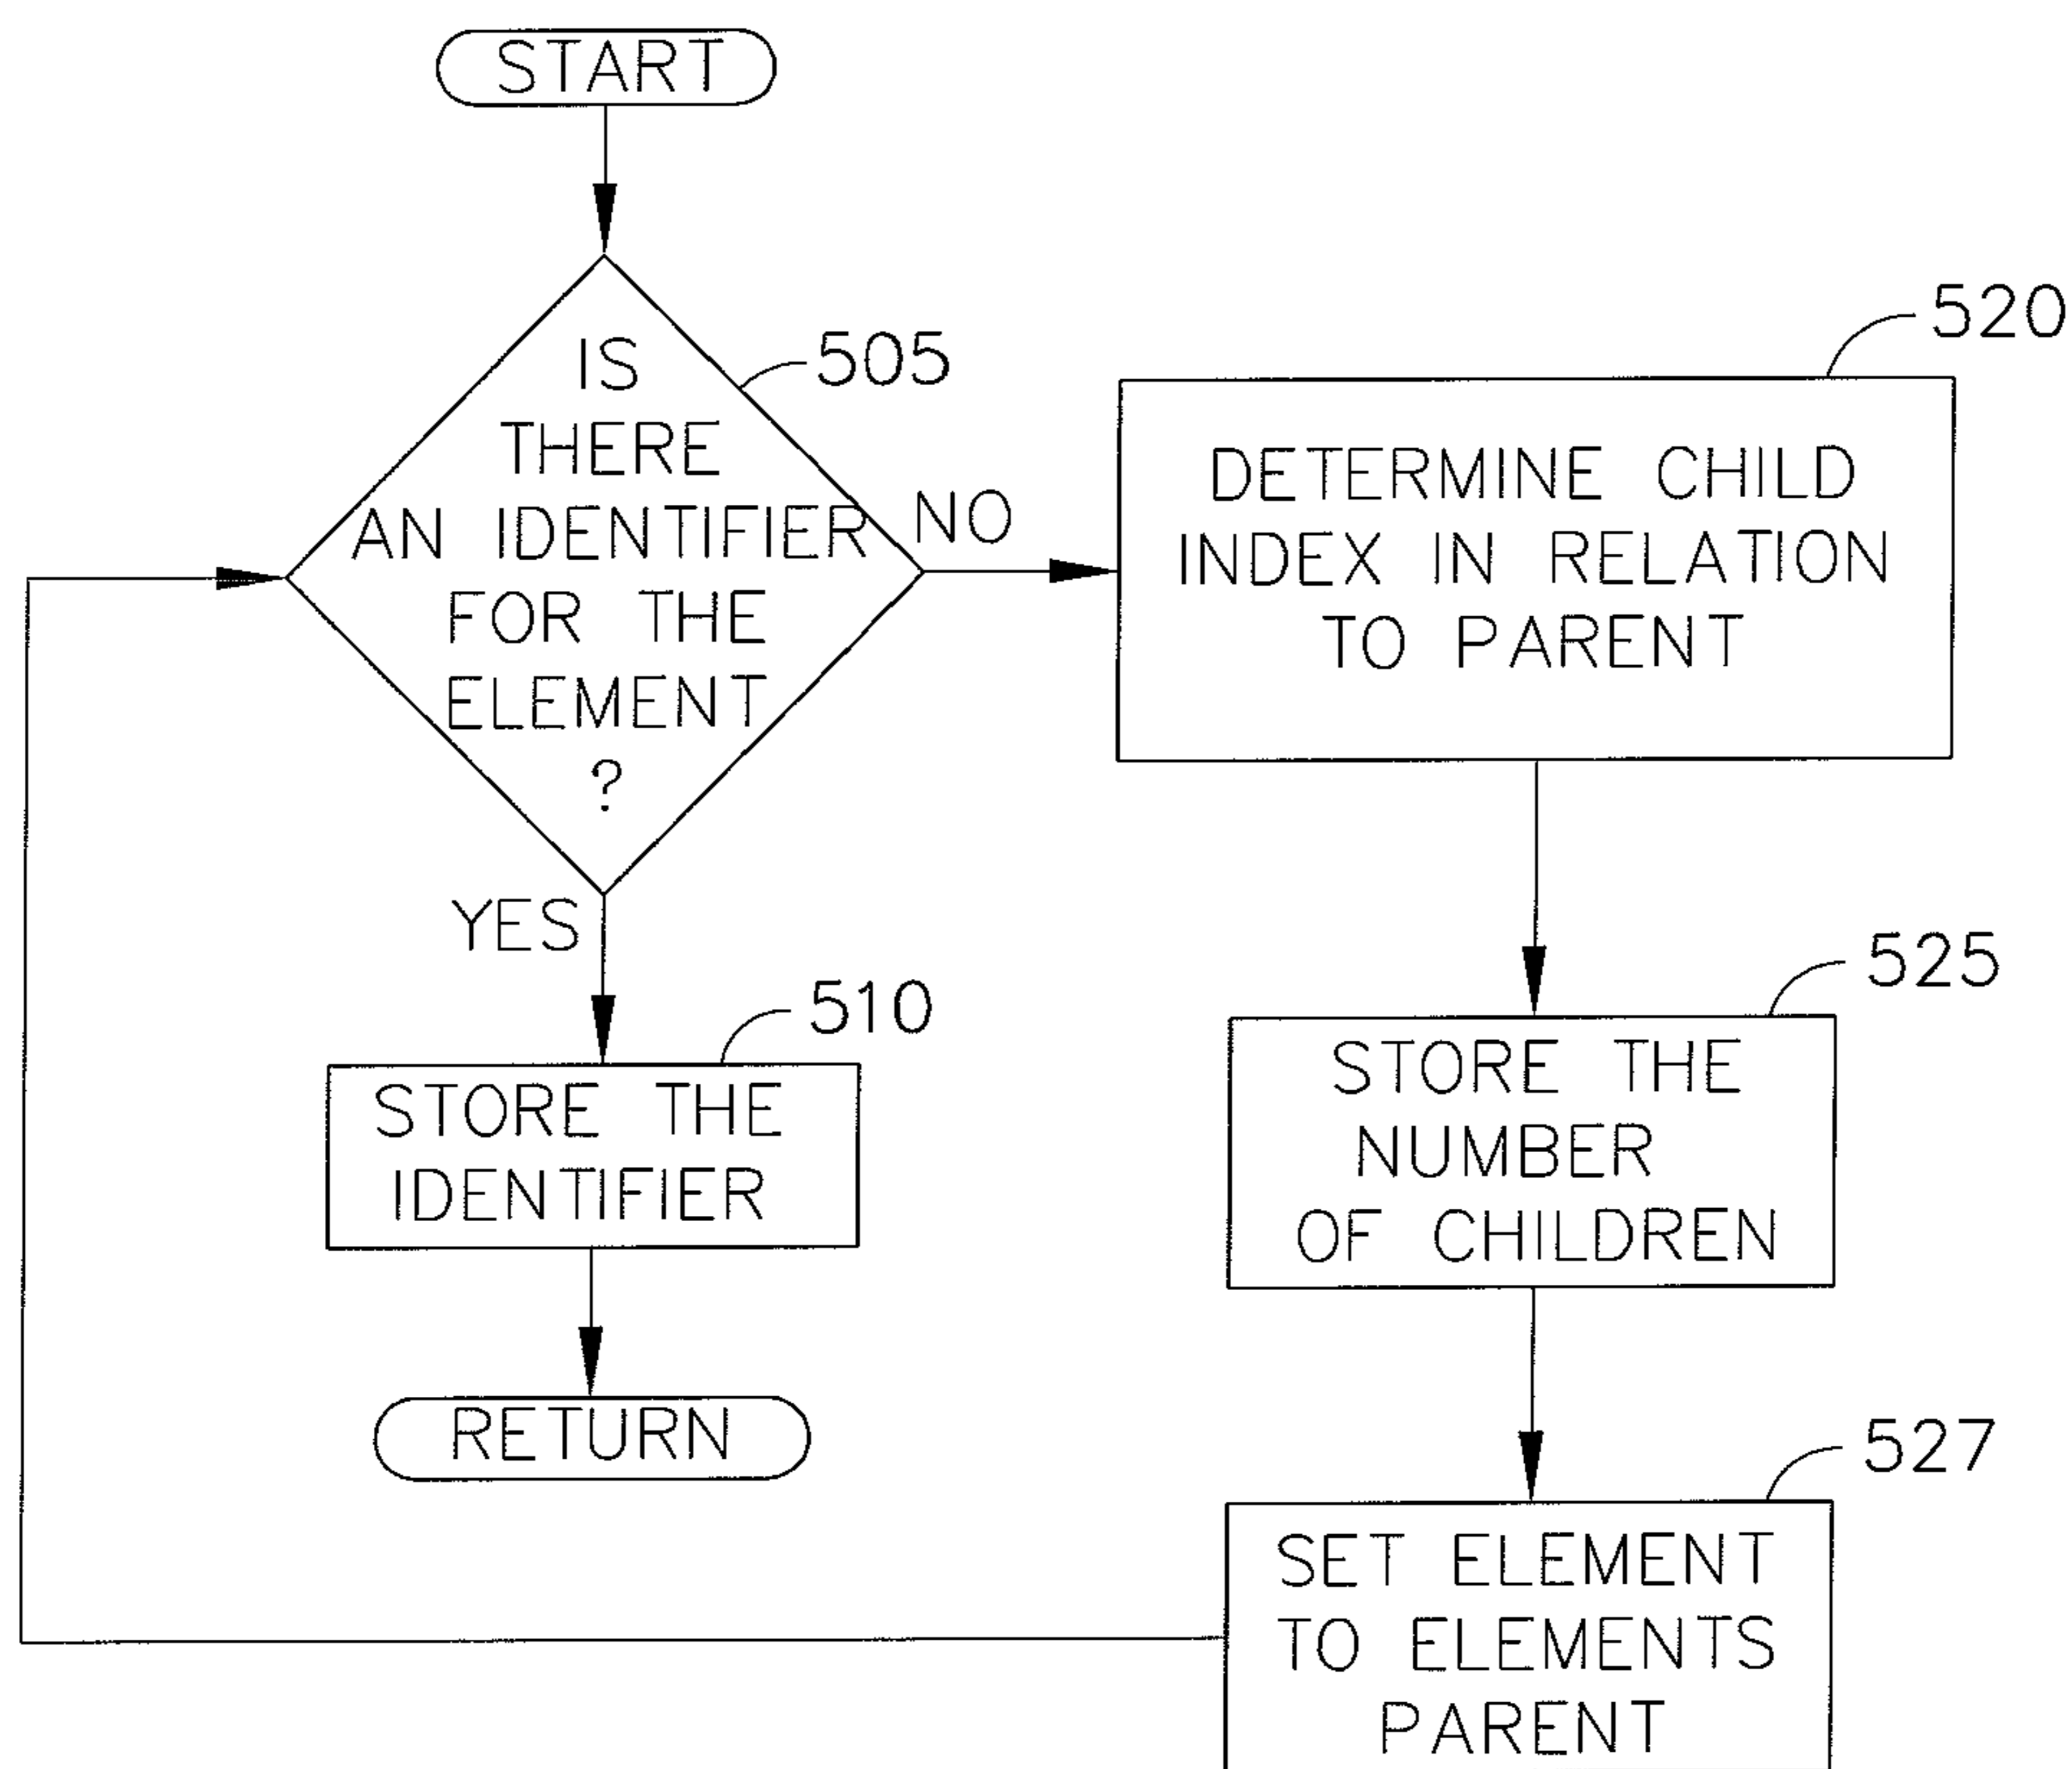 START
505
IS
THERE
AN IDENTIFIER
FOR THE
ELEMENT
?
NO
520
DETERMINE CHILD
INDEX IN RELATION
TO PARENT
YES
510
STORE THE
IDENTIFIER
RETURN
525
STORE THE
NUMBER
OF CHILDREN
527
SET ELEMENT
TO ELEMENTS
PARENT